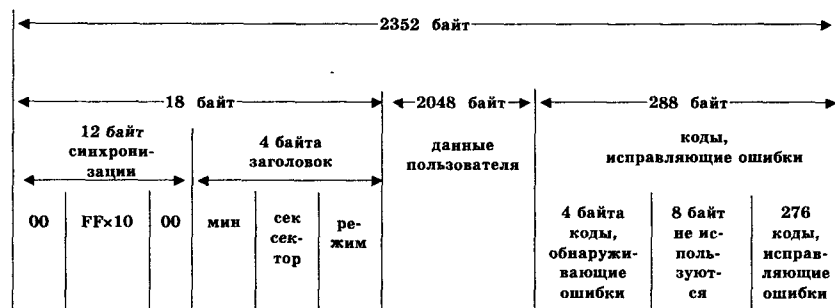 2352 байт
18 байт
2048 байт
288 байт
12 байт
синхрони-
зации
4 байта
заголовок
данные
пользователя
коды,
исправляющие ошибки
00
FF×10
00
мин
сек
сек-
тор
ре-
жим
4 байта
коды,
обнаружи-
вающие
ошибки
8 байт
не ис-
поль-
зуют-
ся
276
коды,
исправ-
ляющие
ошибки